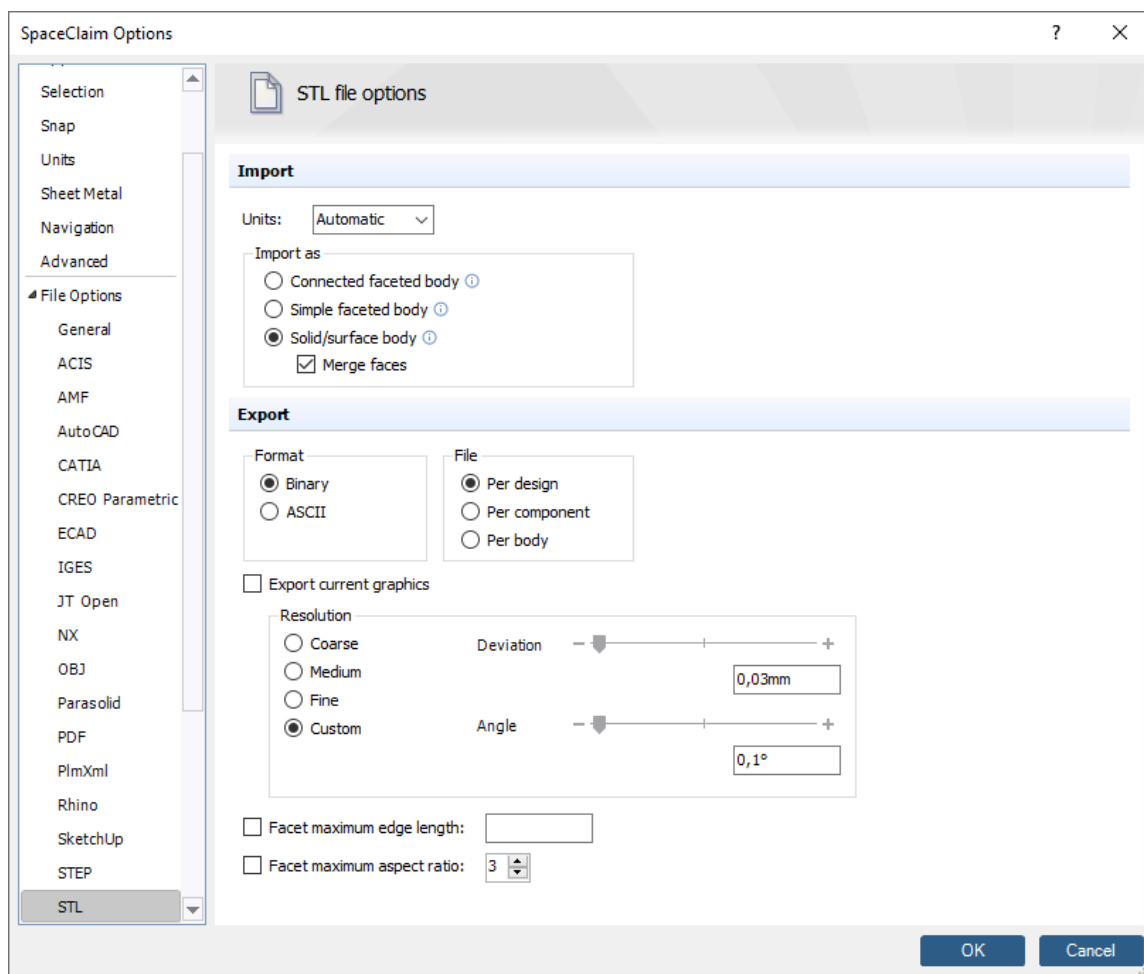 SpaceClaim Options
?
Selection
Snap
Units
Sheet Metal
Navigation
Advanced
File Options
General
ACIS
AMF
AutoCAD
CATIA
CREO Parametric
ECAD
IGES
JT Open
NX
OBJ
Parasolid
PDF
PlmXml
Rhino
SketchUp
STEP
STL
STL file options
Import
Units: Automatic
Import as
Connected faceted body
Simple faceted body
Solid/surface body
Merge faces
Export
Format
Binary
ASCII
File
Per design
Per component
Per body
Export current graphics
Resolution
Coarse
Medium
Fine
Custom
Deviation
0,03mm
Angle
0,1°
Facet maximum edge length:
Facet maximum aspect ratio: 3
OK Cancel